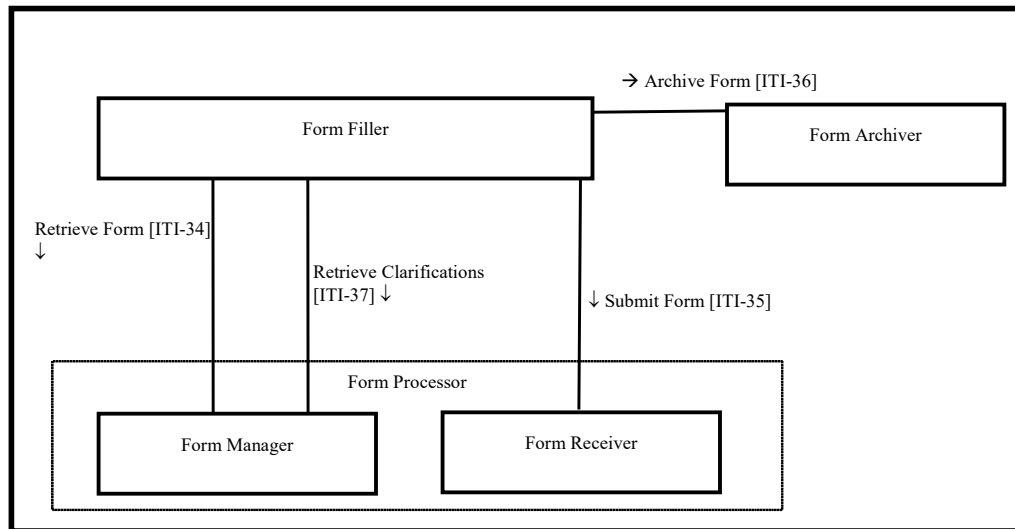 → Archive Form [ITI-36]
Form Filler
Form Archiver
Retrieve Form [ITI-34]
↓
Retrieve Clarifications
[ITI-37] ↓
↓ Submit Form [ITI-35]
Form Processor
Form Manager
Form Receiver